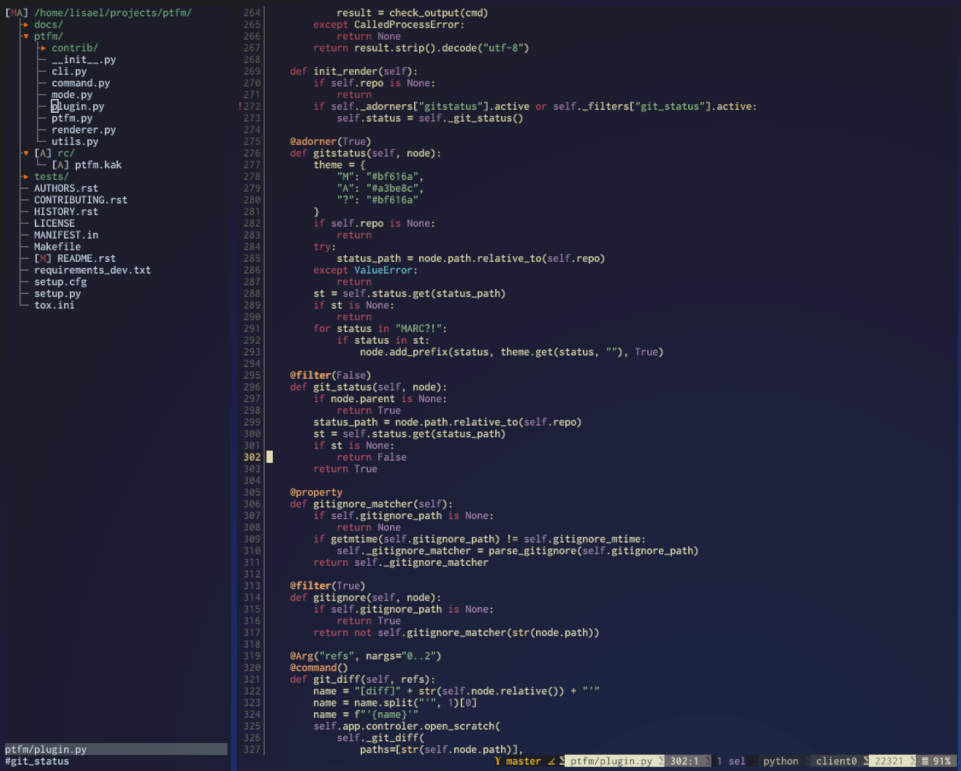 [MA] /home/lisael/projects/ptfm/
docs/
ptfm/
contrib/
__init__.py
cli.py
command.py
mode.py
plugin.py
ptfm.py
renderer.py
utils.py
[A] rc/
[A] ptfm.kak
tests/
AUTHORS.rst
CONTRIBUTING.rst
HISTORY.rst
LICENSE
MANIFEST.in
Makefile
[M] README.rst
requirements_dev.txt
setup.cfg
setup.py
tox.ini
ptfm/plugin.py
#git_status
264 result = check_output(cmd)
265 except CalledProcessError:
266 return None
267 return result.strip().decode("utf-8")
268
269 def init_render(self):
270 if self.repo is None:
271 return
!272 if self._adorners["gitstatus"].active or self._filters["git_status"].active:
273 self.status = self._git_status()
274
275 @adorner(True)
276 def gitstatus(self, node):
277 theme = {
278 "M": "#bf616a",
279 "A": "#a3be8c",
280 "?": "#bf616a"
281 }
282 if self.repo is None:
283 return
284 try:
285 status_path = node.path.relative_to(self.repo)
286 except ValueError:
287 return
288 st = self.status.get(status_path)
289 if st is None:
290 return
291 for status in "MARC?!":
292 if status in st:
293 node.add_prefix(status, theme.get(status, ""), True)
294
295 @filter(False)
296 def git_status(self, node):
297 if node.parent is None:
298 return True
299 status_path = node.path.relative_to(self.repo)
300 st = self.status.get(status_path)
301 if st is None:
302 return False
303 return True
304
305 @property
306 def gitignore_matcher(self):
307 if self.gitignore_path is None:
308 return None
309 if getmtime(self.gitignore_path) != self.gitignore_mtime:
310 self._gitignore_matcher = parse_gitignore(self.gitignore_path)
311 return self._gitignore_matcher
312
313 @filter(True)
314 def gitignore(self, node):
315 if self.gitignore_path is None:
316 return True
317 return not self.gitignore_matcher(str(node.path))
318
319 @Arg("refs", nargs="0..2")
320 @command()
321 def git_diff(self, refs):
322 name = "[diff]" + str(self.node.relative()) + "'"
323 name = name.split("'", 1)[0]
324 name = f"'{name}'"
325 self.app.controler.open_scratch(
326 self._git_diff(
327 paths=[str(self.node.path)],
master ptfm/plugin.py 302:1 1 sel python client0 22321 ≣ 91%